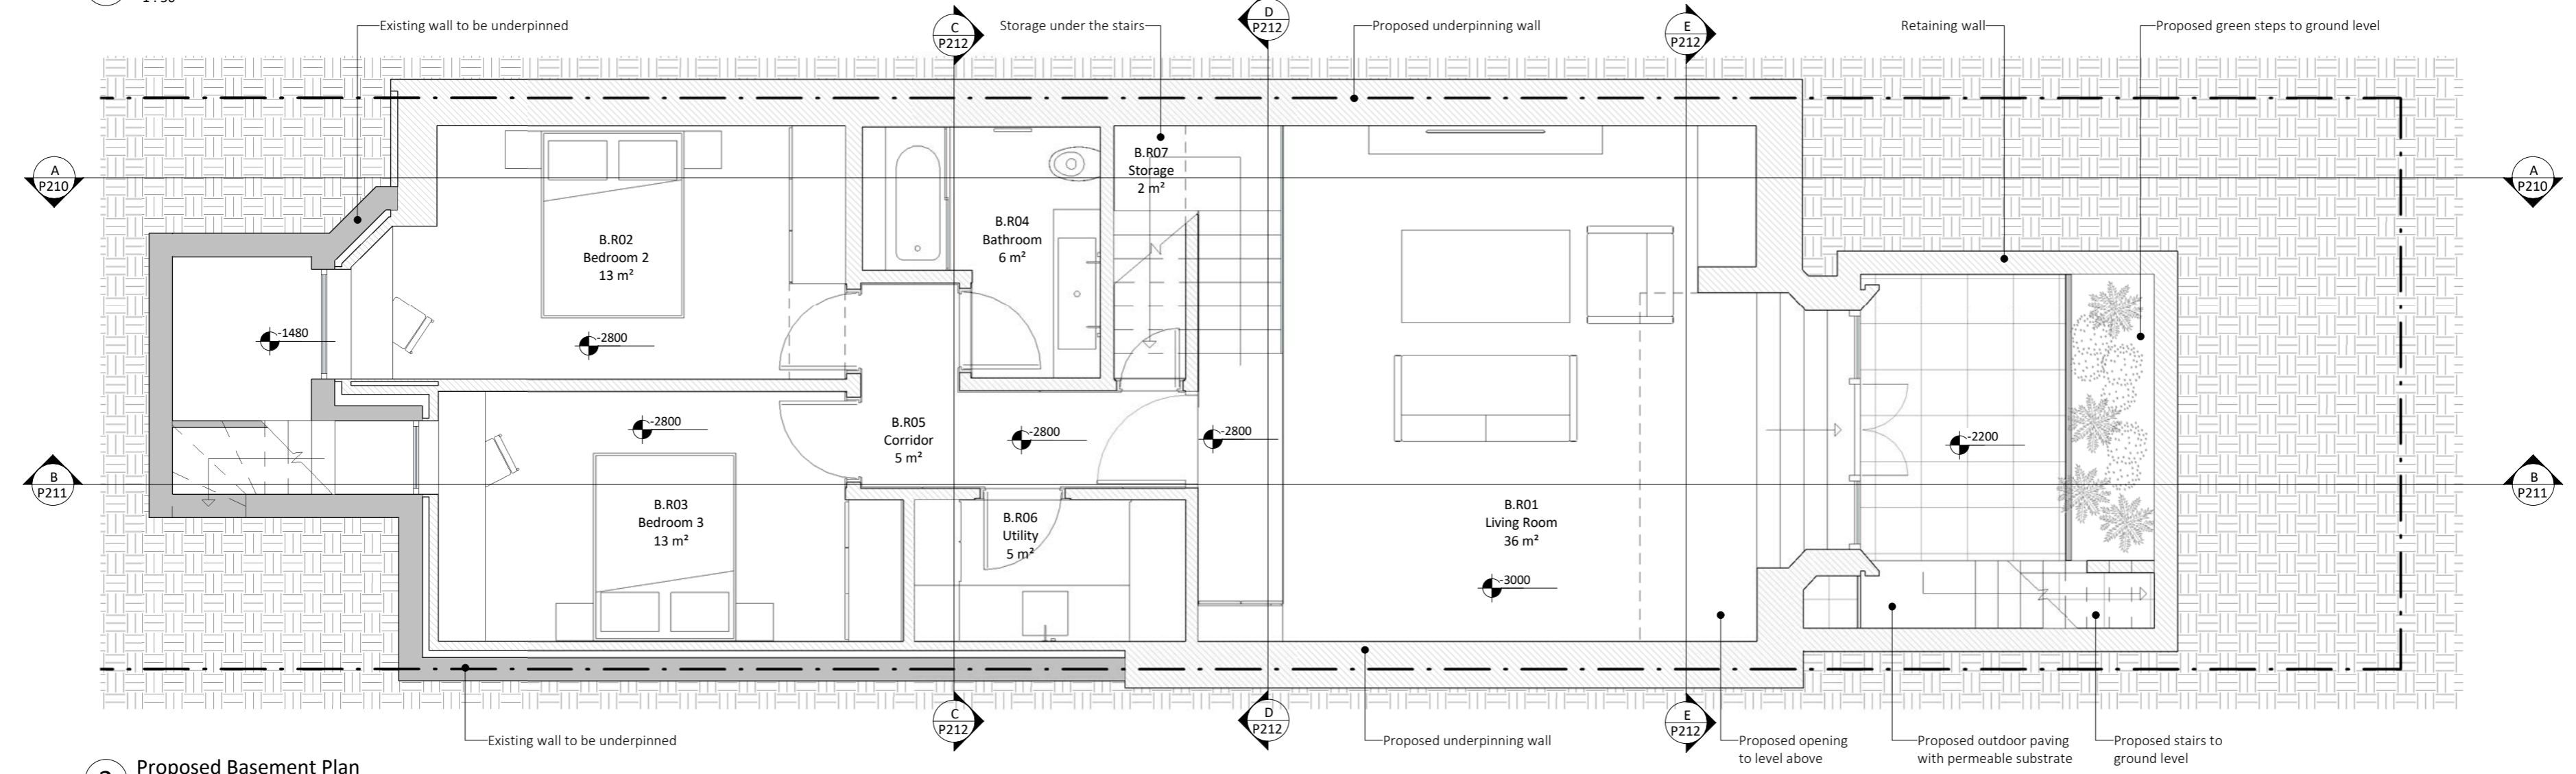 1 : 50
Existing wall to be underpinned
C
P212
Storage under the stairs
D
P212
Proposed underpinning wall
E
P212
Retaining wall
Proposed green steps to ground level
A
P210
B.R07
Storage
2 m²
A
P210
B.R02
Bedroom 2
13 m²
B.R04
Bathroom
6 m²
-1480
-2800
-2800
B.R05
Corridor
5 m²
-2800
-2800
-2200
B
P211
B.R03
Bedroom 3
13 m²
B.R06
Utility
5 m²
B.R01
Living Room
36 m²
B
P211
-3000
C
P212
D
P212
E
P212
Existing wall to be underpinned
Proposed underpinning wall
Proposed opening
to level above
Proposed outdoor paving
with permeable substrate
Proposed stairs to
ground level
Proposed Basement Plan